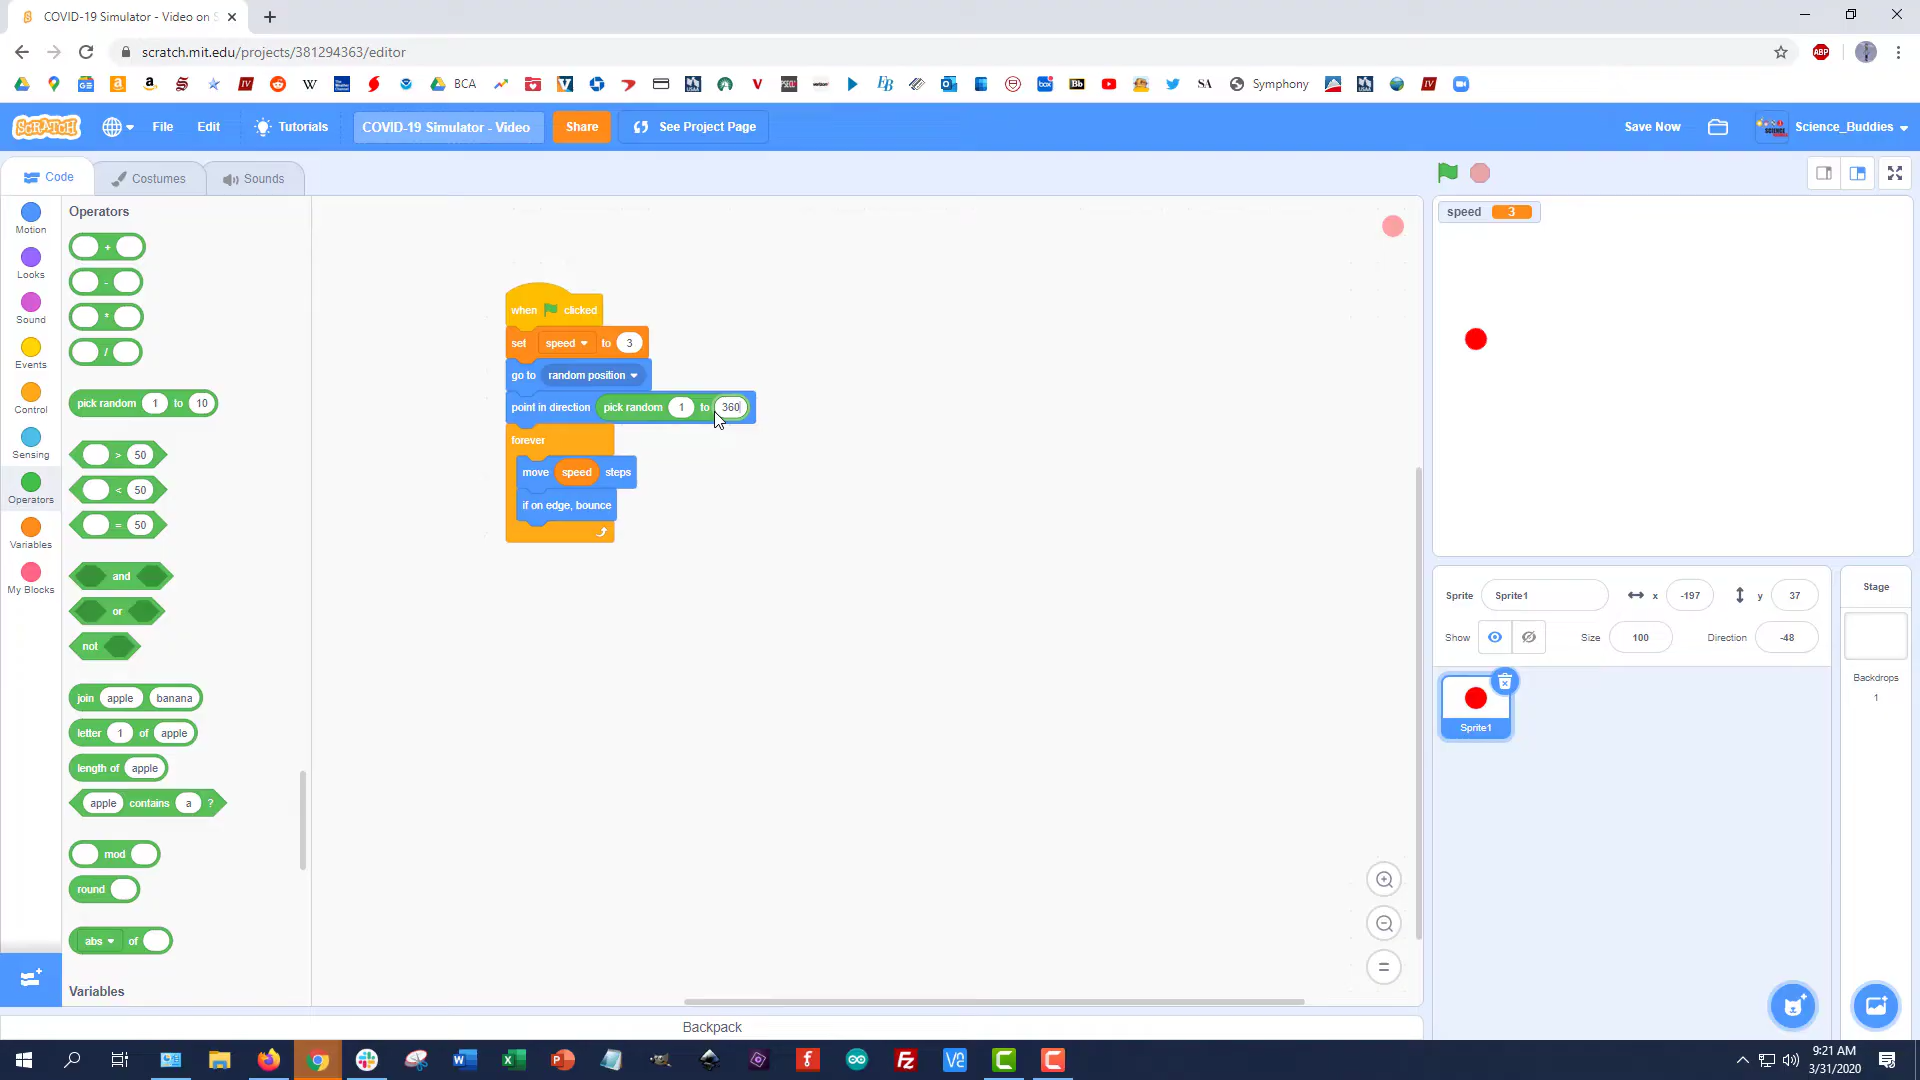 COVID-19 Simulator - Video on S
scratch.mit.edu/projects/381294363/editor
ABP
BCA
Symphony
SCRATCH
File
Edit
Tutorials
COVID-19 Simulator - Video
Share
See Project Page
Save Now
Science_Buddies
Code
Costumes
Sounds
Motion
Looks
Sound
Events
Control
Sensing
Operators
Variables
My Blocks
Operators
+
-
*
/
pick random 1 to 10
> 50
< 50
= 50
and
or
not
join apple banana
letter 1 of apple
length of apple
apple contains a ?
mod
round
abs of
Variables
when clicked
set speed to 3
go to random position
point in direction pick random 1 to 360
forever
move speed steps
if on edge, bounce
speed 3
Sprite Sprite1 x -197 y 37
Show Size 100 Direction -48
Sprite1
Stage
Backdrops
1
Backpack
9:21 AM
3/31/2020